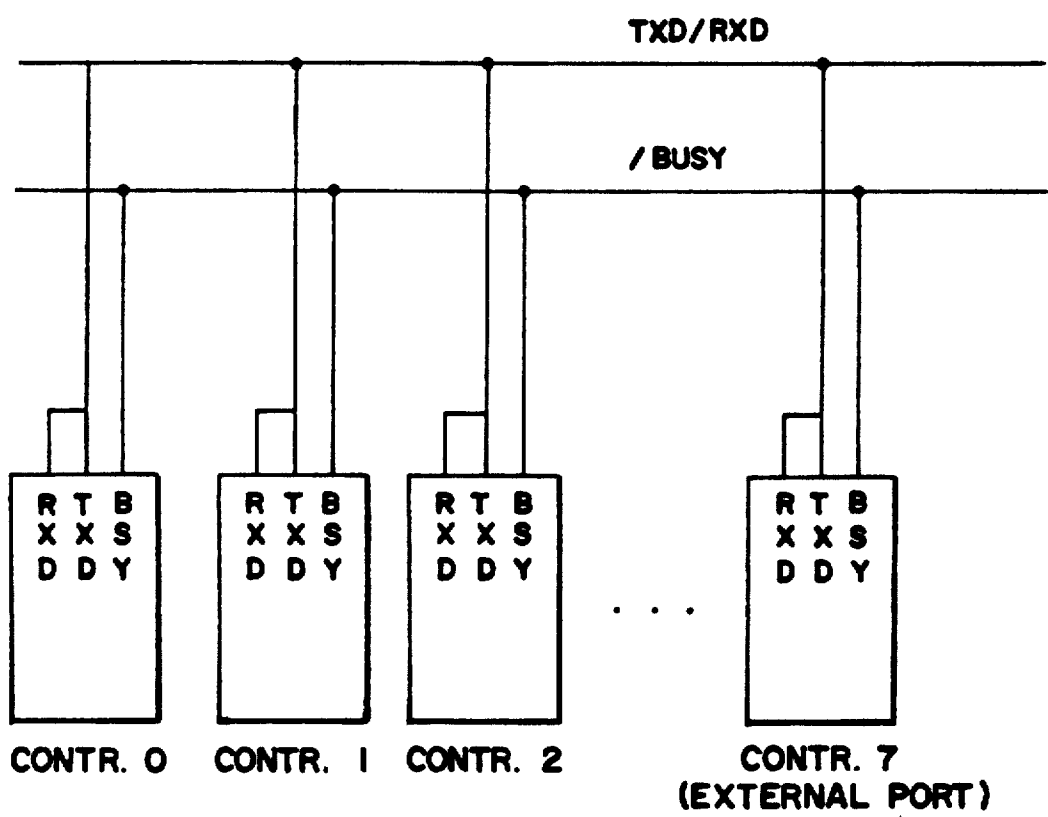 TXD/RXD
/BUSY
R T B
X X S
D D Y
R T B
X X S
D D Y
R T B
X X S
D D Y
R T B
X X S
D D Y
. . .
CONTR. 0
CONTR. 1
CONTR. 2
CONTR. 7
(EXTERNAL PORT)